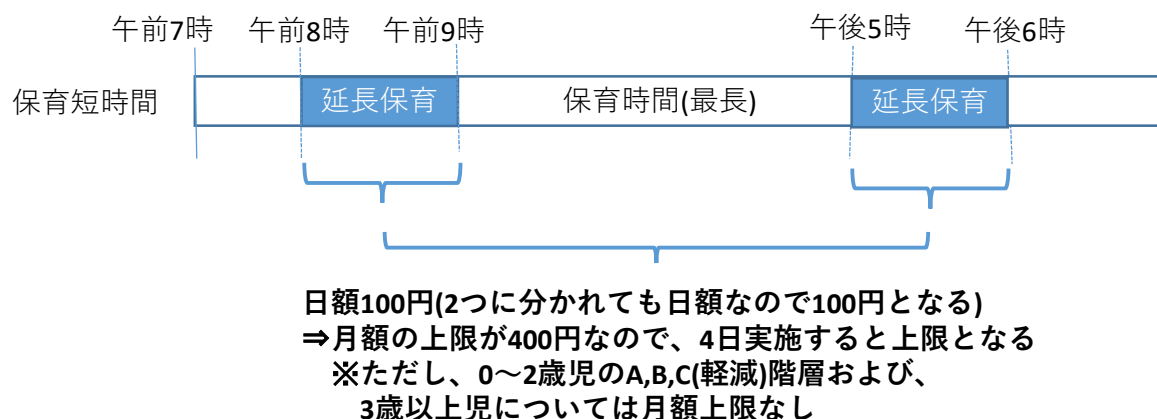 午前7時 午前8時 午前9時 午後5時 午後6時
保育短時間 延長保育 保育時間(最長) 延長保育
日額100円(2つに分かれても日額なので100円となる)
⇒月額の上限が400円なので、4日実施すると上限となる
※ただし、0～2歳児のA,B,C(軽減)階層および、
3歳以上児については月額上限なし